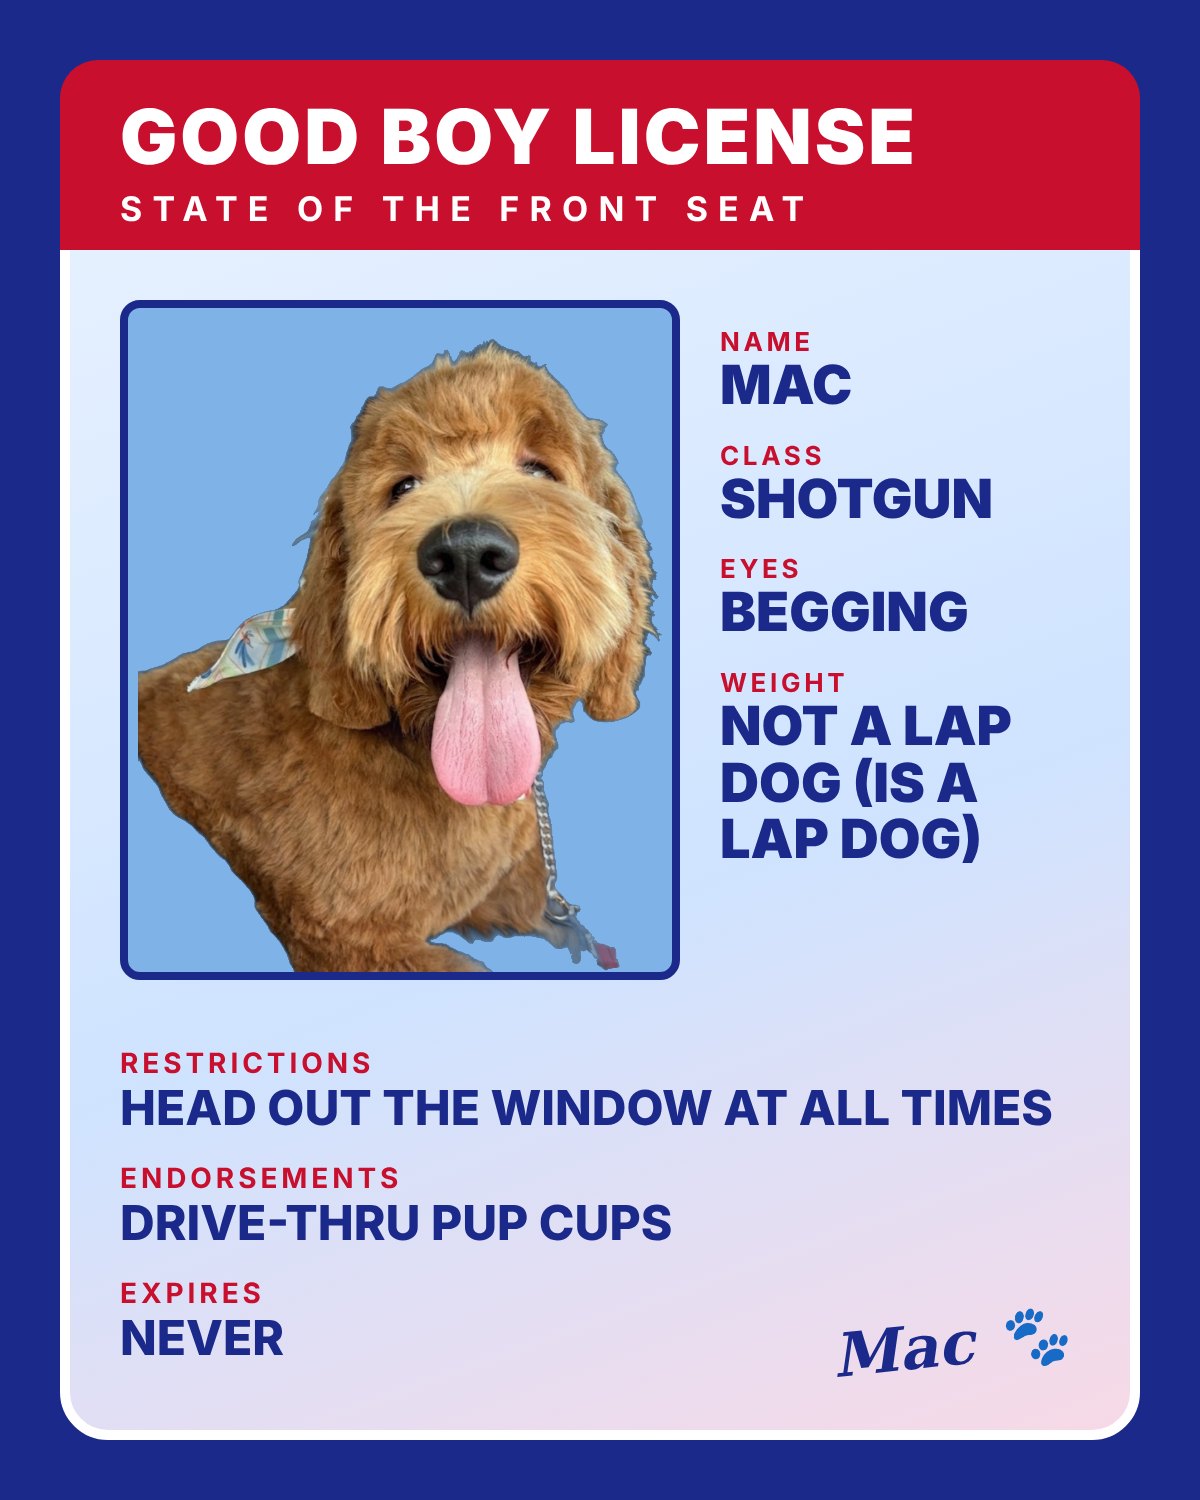 GOOD BOY LICENSE
STATE OF THE FRONT SEAT
NAME
MAC
CLASS
SHOTGUN
EYES
BEGGING
WEIGHT
NOT A LAP
DOG (IS A
LAP DOG)
RESTRICTIONS
HEAD OUT THE WINDOW AT ALL TIMES
ENDORSEMENTS
DRIVE-THRU PUP CUPS
EXPIRES
NEVER
Mac